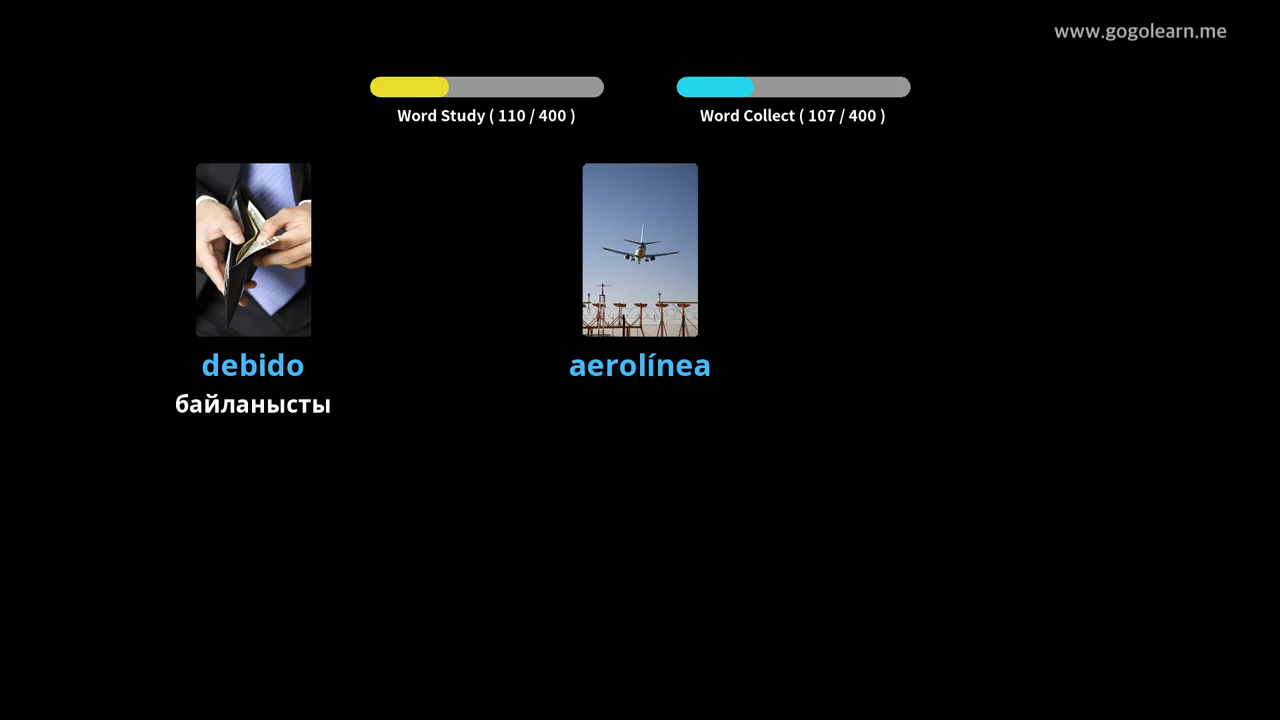 www.gogolearn.me
Word Study ( 110 / 400 )
Word Collect ( 107 / 400 )
debido
aerolínea
байланысты